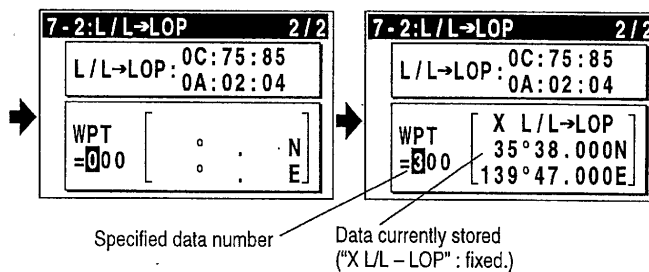 7-2:L/L→LOP 2/2
L/L→LOP: 0C:75:85
0A:02:04
WPT
=000
° . N
° . E
7-2:L/L→LOP 2/2
L/L→LOP: 0C:75:85
0A:02:04
WPT
=300
X L/L→LOP
35°38.000N
139°47.000E
Specified data number
Data currently stored
("X L/L – LOP" : fixed.)